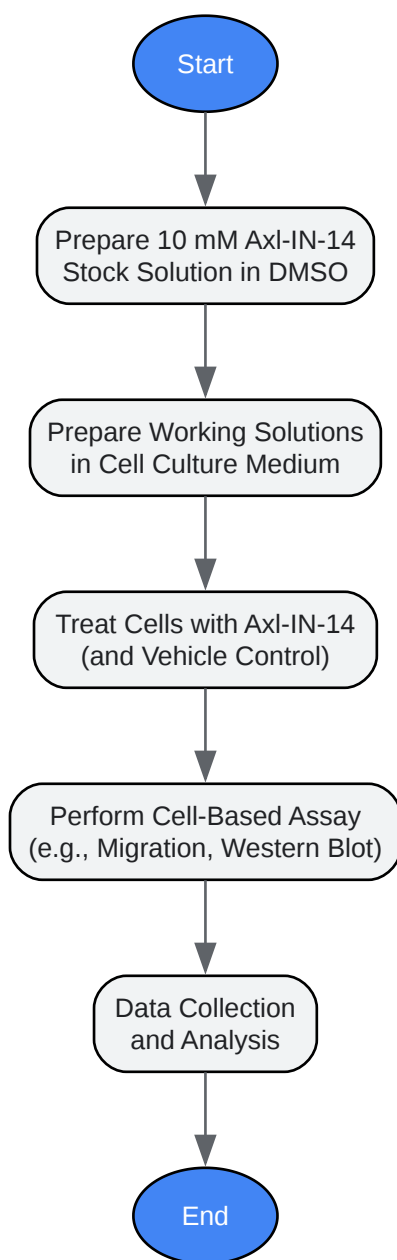 Start
Prepare 10 mM Axl-IN-14
Stock Solution in DMSO
Prepare Working Solutions
in Cell Culture Medium
Treat Cells with Axl-IN-14
(and Vehicle Control)
Perform Cell-Based Assay
(e.g., Migration, Western Blot)
Data Collection
and Analysis
End